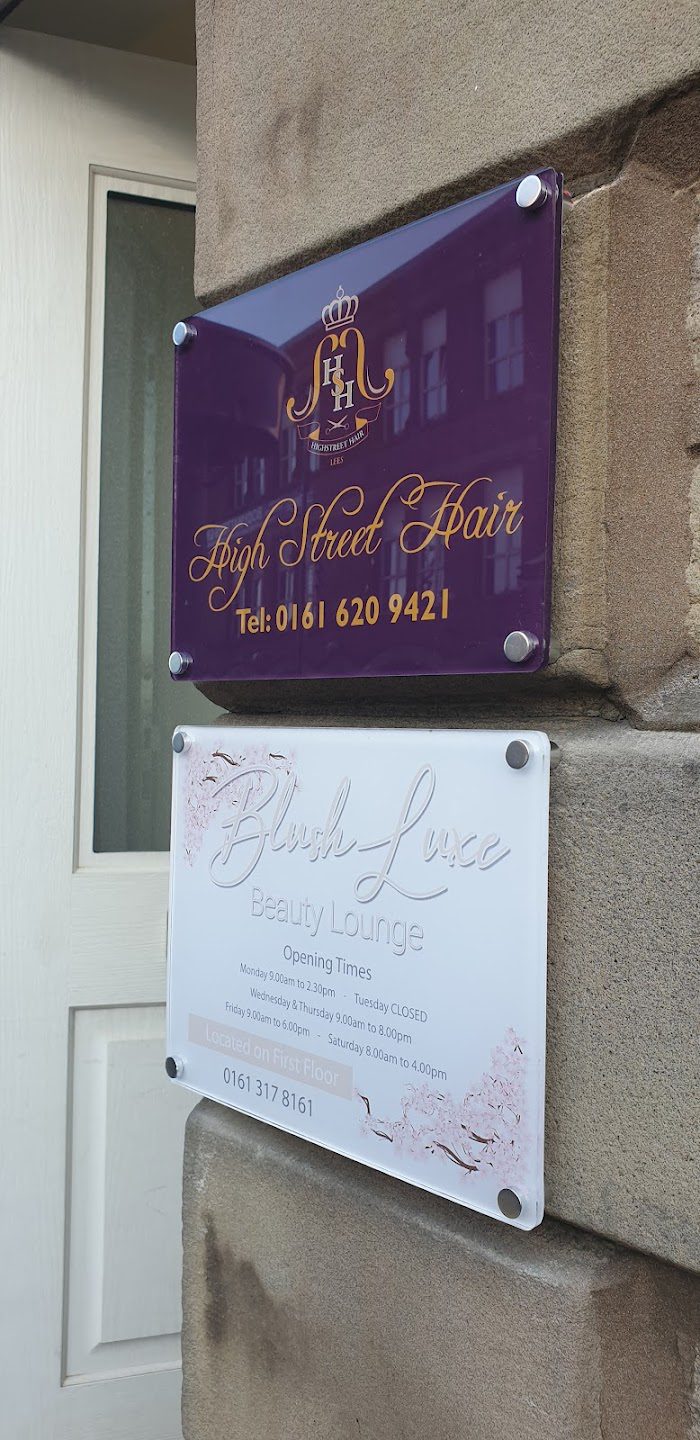 HSH
HIGHSTREET HAIR
LEES
High Street Hair
Tel: 0161 620 9421
Blush Luxe
Beauty Lounge
Opening Times
Monday 9.00am to 2.30pm - Tuesday CLOSED
Wednesday & Thursday 9.00am to 8.00pm
Friday 9.00am to 6.00pm - Saturday 8.00am to 4.00pm
Located on First Floor
0161 317 8161